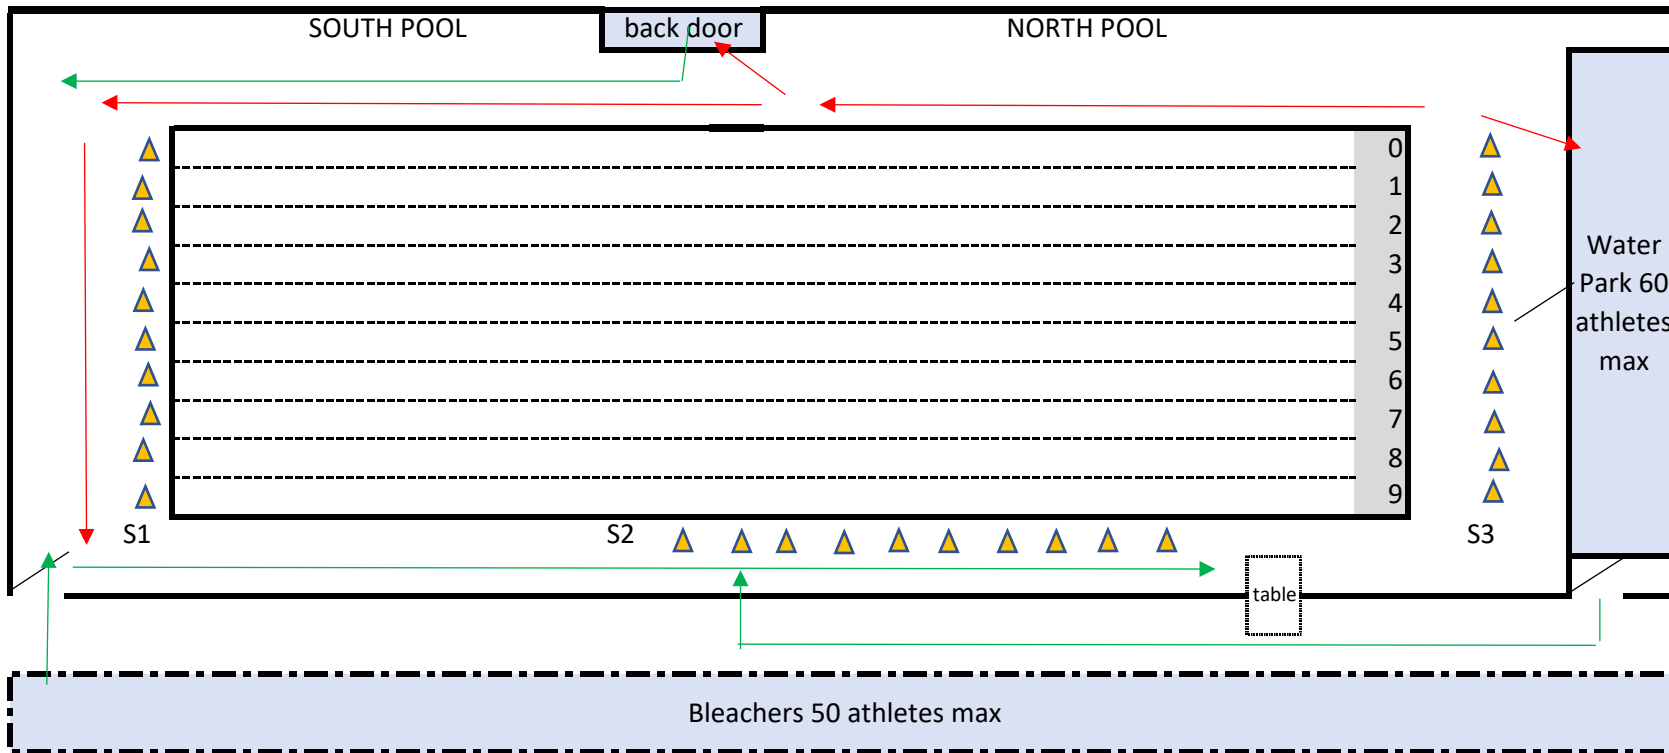 SOUTH POOL
back door
NORTH POOL
0
1
2
3
4
5
6
7
8
9
Water
Park 60
athletes
max
S1
S2
S3
table
Bleachers 50 athletes max